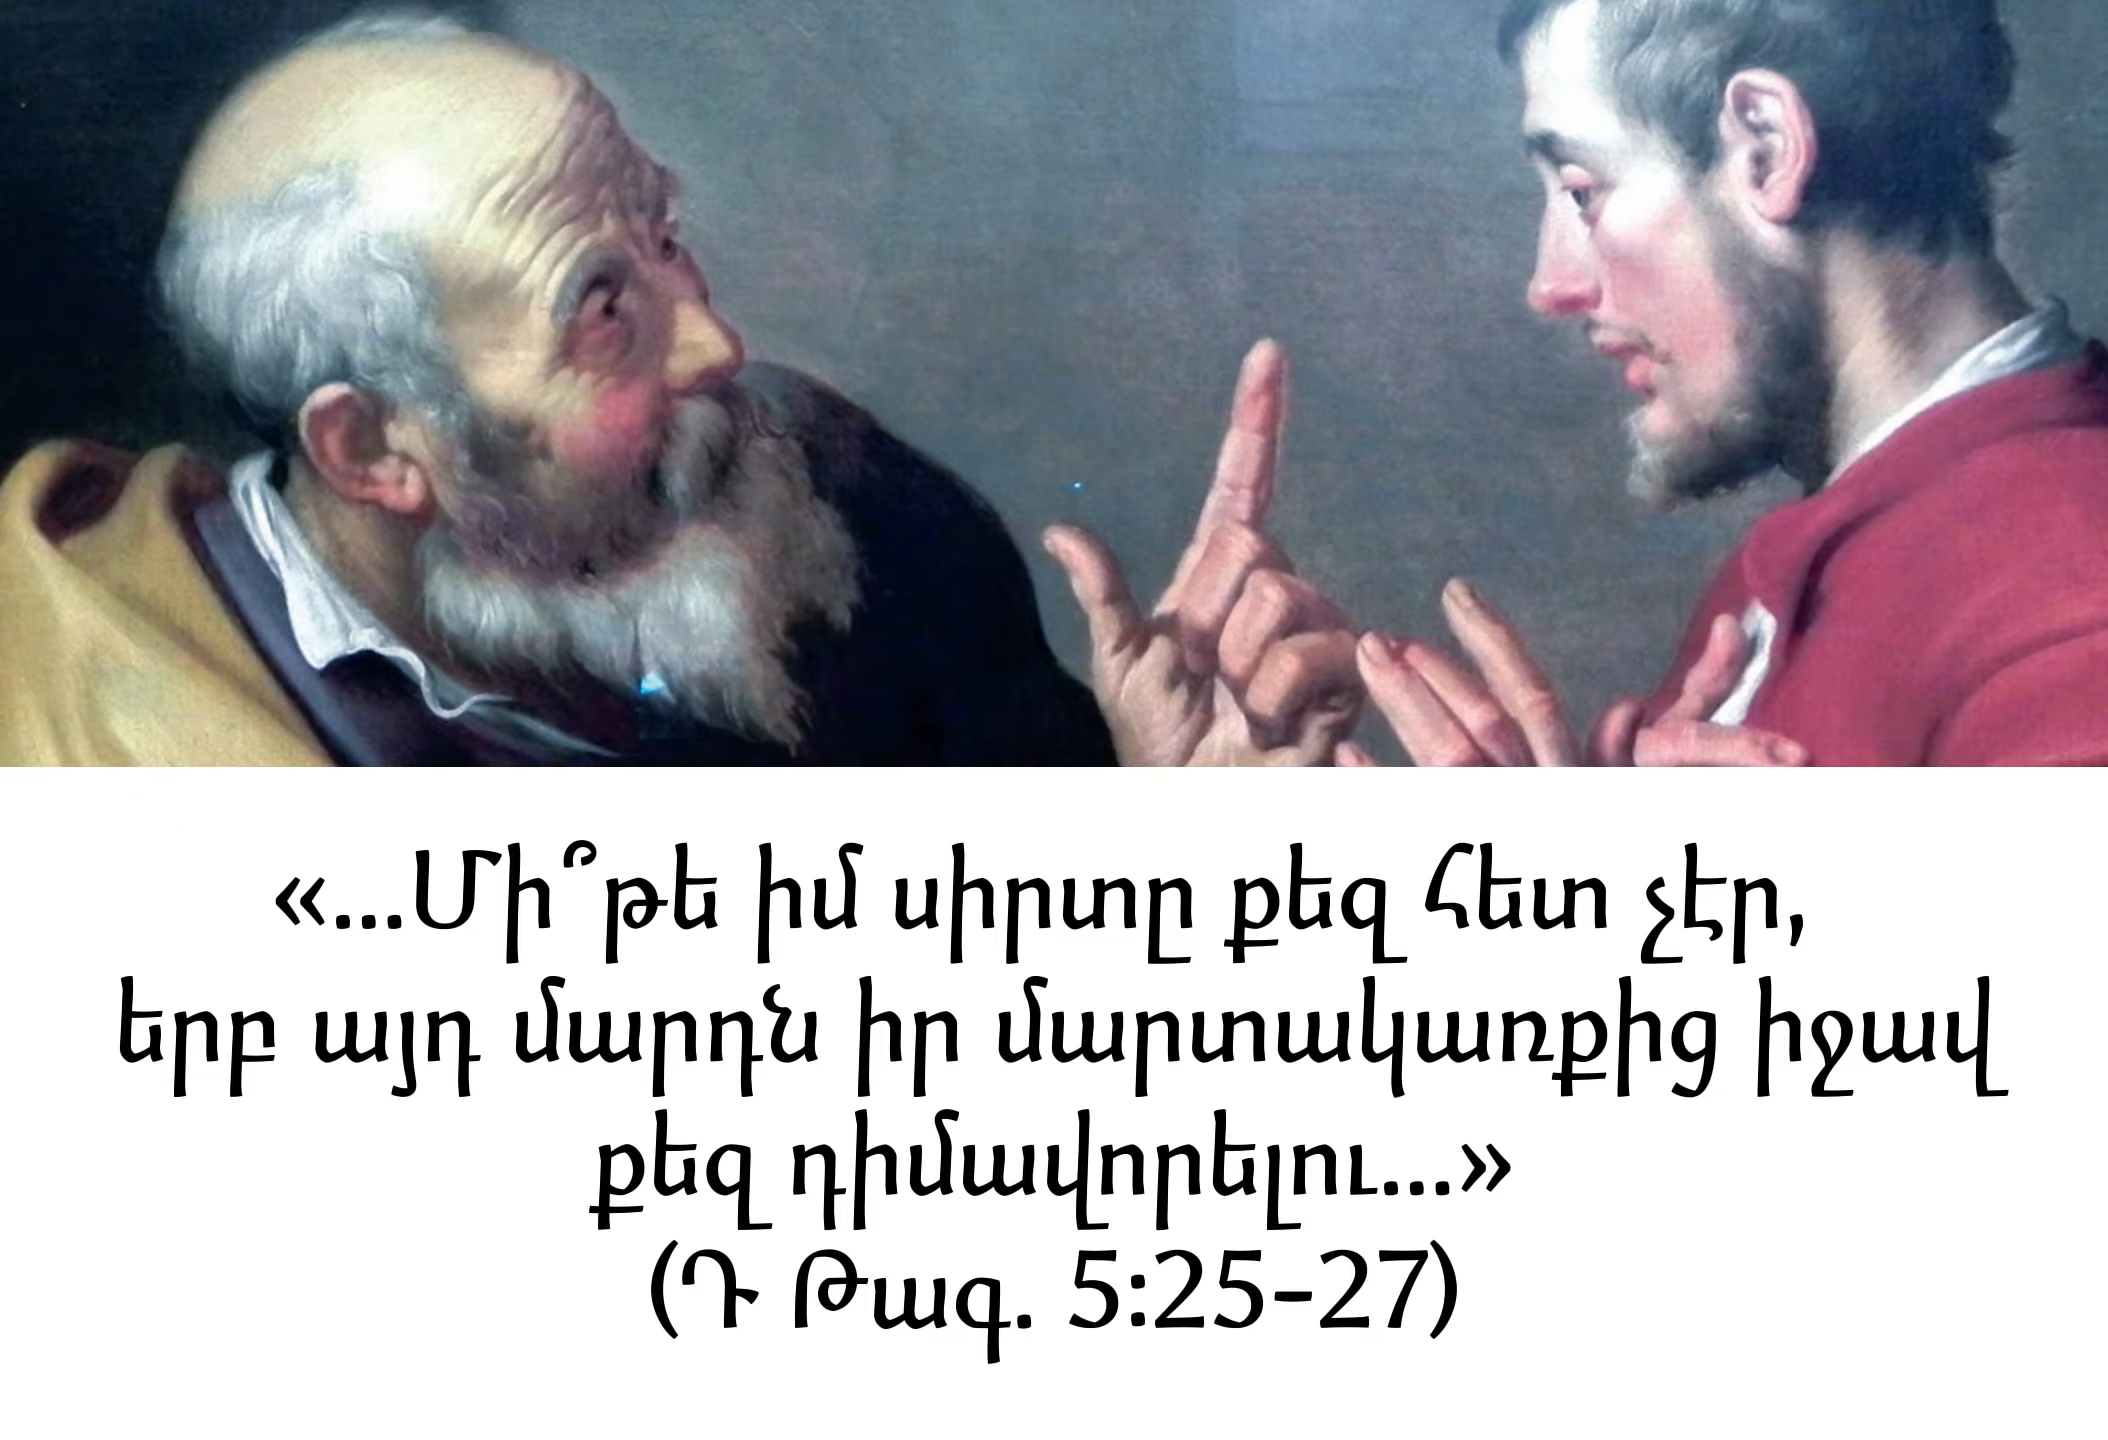 «...Մի՞թե իմ սիրտը քեզ հետ չէր,
երբ այդ մարդն իր մարտակառքից իջավ
քեզ դիմավորելու...»
(Դ Թագ. 5:25-27)